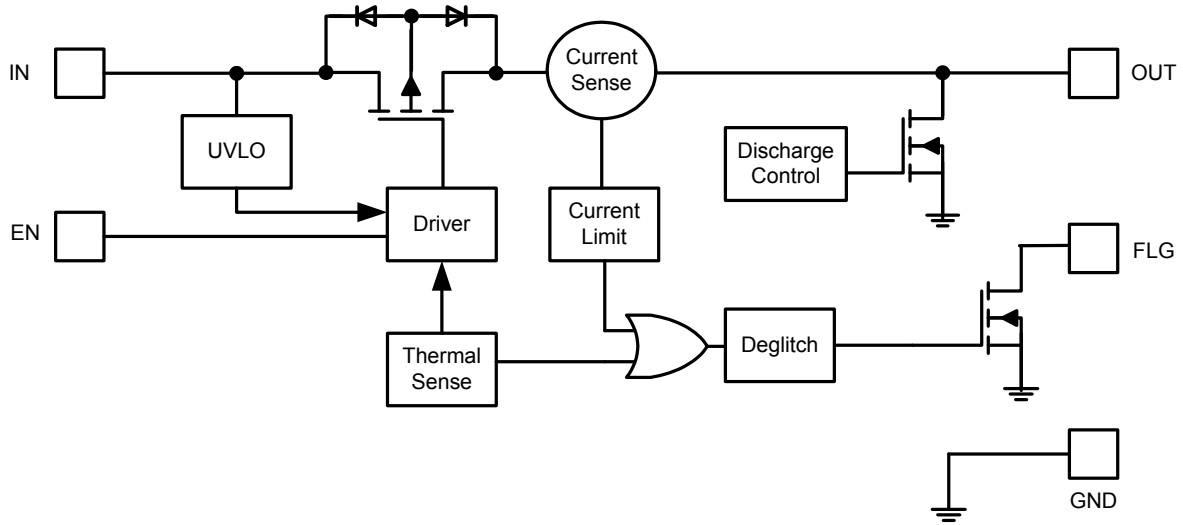 IN
Current
Sense
OUT
UVLO
Discharge
Control
Driver
Current
Limit
EN
FLG
Thermal
Sense
Deglitch
GND